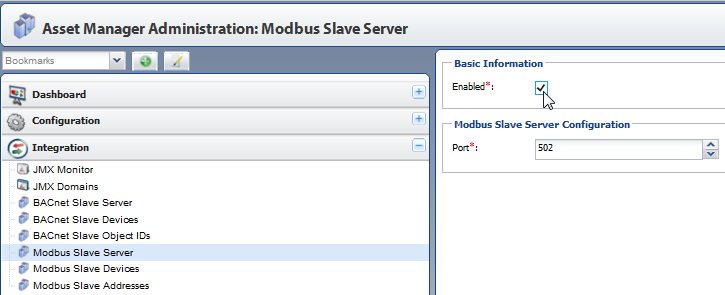 Asset Manager Administration: Modbus Slave Server
Bookmarks
Dashboard
Configuration
Integration
JMX Monitor
JMX Domains
BACnet Slave Server
BACnet Slave Devices
BACnet Slave Object IDs
Modbus Slave Server
Modbus Slave Devices
Modbus Slave Addresses
Basic Information
Enabled*:
Modbus Slave Server Configuration
Port*: 502